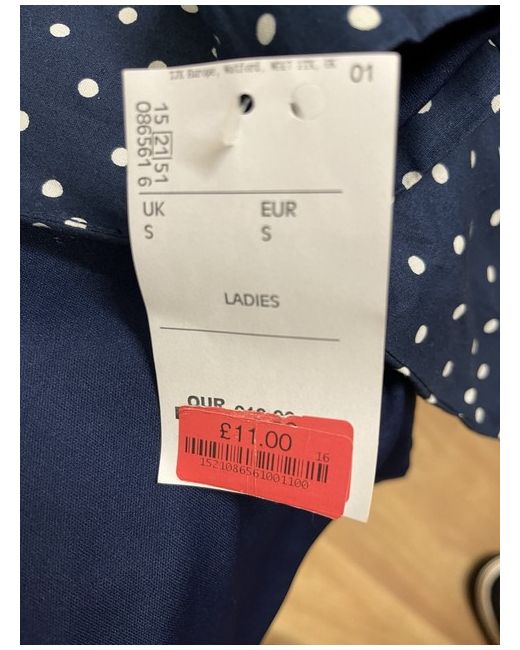 TJX Europe, Watford, WD17 1TX, UK
01
15 21 51
086561 6
UK
EUR
S
S
LADIES
OUR
£11.00
16
1521086561001100